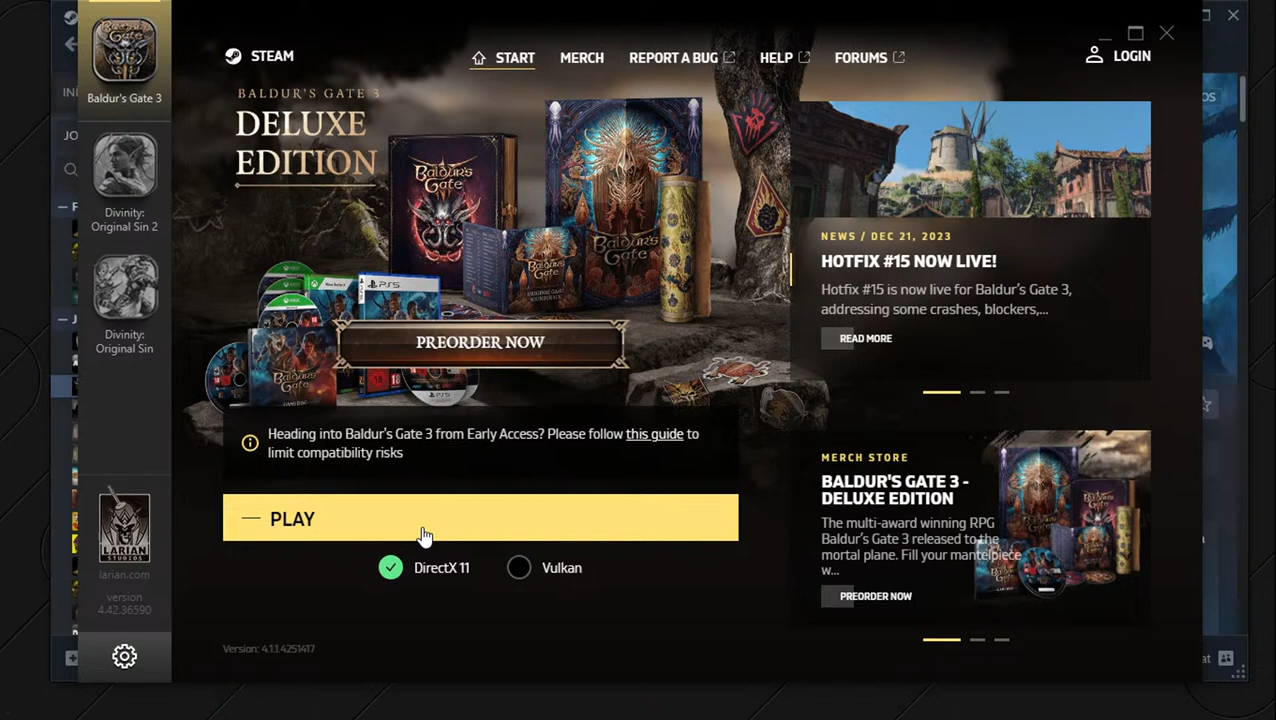 Baldur's Gate 3
Divinity:
Original Sin 2
Divinity:
Original Sin
LARIAN
STUDIOS
larian.com
version
4.42.36590
STEAM
START
MERCH
REPORT A BUG
HELP
FORUMS
LOGIN
BALDUR'S GATE 3
DELUXE
EDITION
PREORDER NOW
Heading into Baldur's Gate 3 from Early Access? Please follow this guide to
limit compatibility risks
PLAY
DirectX 11
Vulkan
Version: 4.1.1.4251417
NEWS / DEC 21, 2023
HOTFIX #15 NOW LIVE!
Hotfix #15 is now live for Baldur's Gate 3,
addressing some crashes, blockers,...
READ MORE
MERCH STORE
BALDUR'S GATE 3 -
DELUXE EDITION
The multi-award winning RPG
Baldur's Gate 3 released to the
mortal plane. Fill your mantelpiece
w...
PREORDER NOW